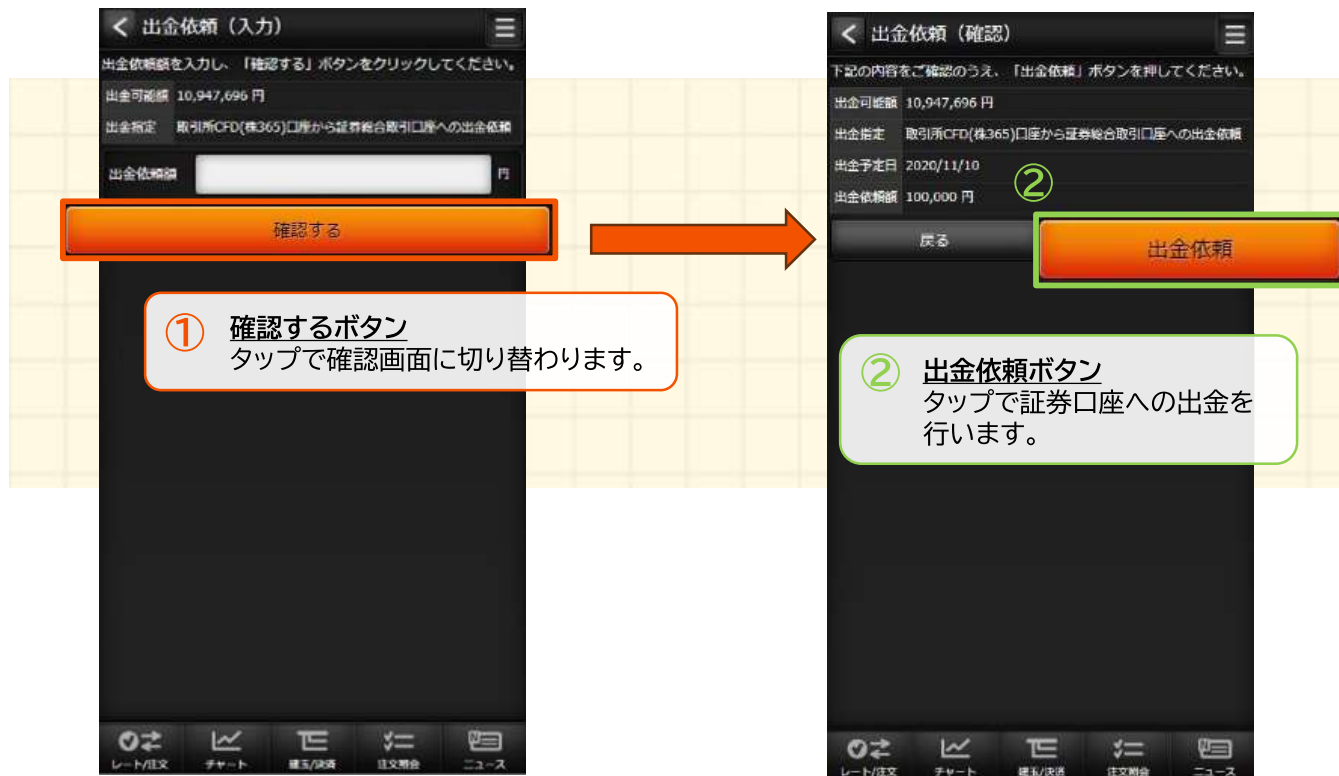 出金依頼（入力）
出金依頼額を入力し、「確認する」ボタンをクリックしてください。
出金可能額 10,947,696 円
出金指定 取引所CFD(株365)口座から証券総合取引口座への出金依頼
出金依頼額 円
確認する
① 確認するボタン
タップで確認画面に切り替わります。
レート/注文 チャート 建玉/決済 注文照会 ニュース
出金依頼（確認）
下記の内容をご確認のうえ、「出金依頼」ボタンを押してください。
出金可能額 10,947,696 円
出金指定 取引所CFD(株365)口座から証券総合取引口座への出金依頼
出金予定日 2020/11/10
出金依頼額 100,000 円
②
戻る 出金依頼
② 出金依頼ボタン
タップで証券口座への出金を
行います。
レート/注文 チャート 建玉/決済 注文照会 ニュース